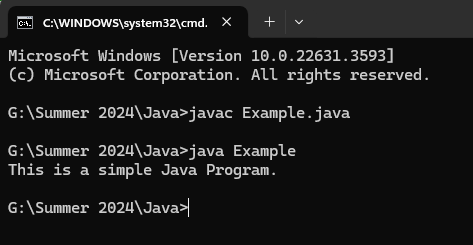 C:\WINDOWS\system32\cmd.
Microsoft Windows [Version 10.0.22631.3593]
(c) Microsoft Corporation. All rights reserved.
G:\Summer 2024\Java>javac Example.java
G:\Summer 2024\Java>java Example
This is a simple Java Program.
G:\Summer 2024\Java>